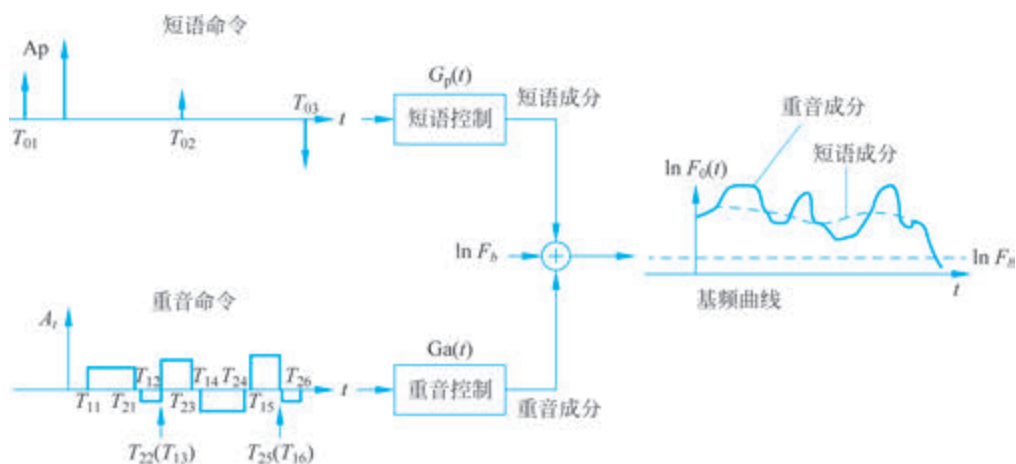 短语命令
Ap
T01
T02
T03
t
Gp(t)
短语控制
短语成分
ln Fb
+
重音命令
At
T11
T21
T12
T23
T14
T24
T15
T26
t
T22(T13)
T25(T16)
Ga(t)
重音控制
重音成分
重音成分
短语成分
ln F0(t)
ln FB
t
基频曲线